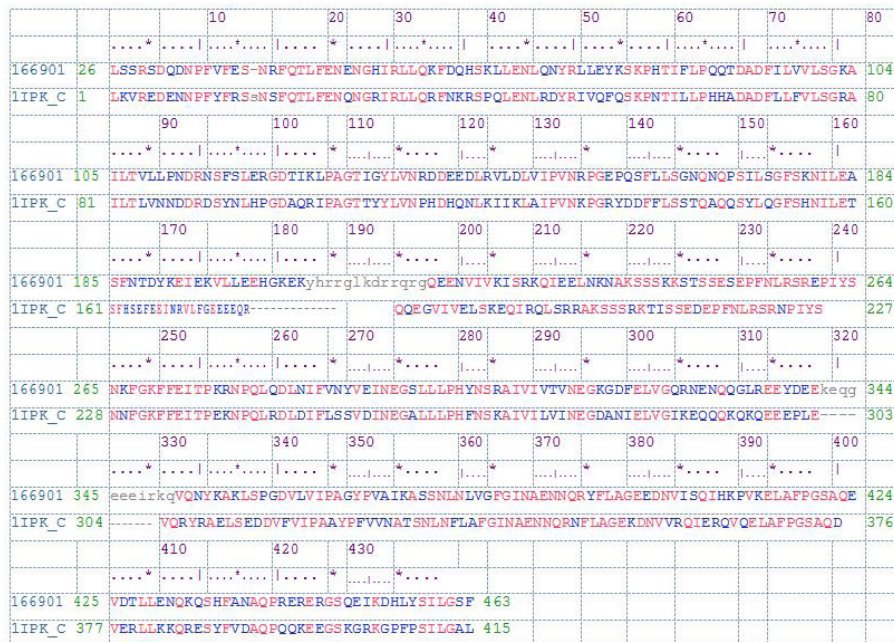 10 20 30 40 50 60 70 80
....*....|....*....|....*....|....*....|....*....|....*....|....*....|....*....|
166901 26 LSSRSDQDNPFVFES-NRFQTLFENENGHIRLLQKFDQHSKLLENLQNYRLLEYKSKPHTIFLPQQTDADFILVVLSGKA 104
1IPK_C 1 LKVREDENNPFYFRSsNSFQTLFENQNGRIRLLQRFNKRSPQLENLRDYRIVQFQSKPNTILLPHHADADFLLFVLSGRA 80
90 100 110 120 130 140 150 160
....*....|....*....|....*....|....*....|....*....|....*....|....*....|....*....|
166901 105 ILTVLLPNDRNSFSLERGDTIKLPAGTIGYLVNRDDEEDLRVLDLVIPVNRPGEPQSFLLSGNQNQPSILSGFSKNILEA 184
1IPK_C 81 ILTLVNNDDRDSYNLHPGDAQRIPAGTTYYLVNPHDHQNLKIIKLAIPVNKPGRYDDFFLSSTQAQQSYLQGFSHNILET 160
170 180 190 200 210 220 230 240
....*....|....*....|....*....|....*....|....*....|....*....|....*....|....*....|
166901 185 SFNTDYKEIEKVLLEEHGKEKyhrrglkdrrqrgQEENVIVKISRKQIEELNKNAKSSSKKSTSSESEPFNLRSREPIYS 264
1IPK_C 161 SFHSEFEEINRVLFGEEEEQR-------------QQEGVIVELSKEQIRQLSRRAKSSSRKTISSEDEPFNLRSRNPIYS 227
250 260 270 280 290 300 310 320
....*....|....*....|....*....|....*....|....*....|....*....|....*....|....*....|
166901 265 NKFGKFFEITPKRNPQLQDLNIFVNYVEINEGSLLLPHYNSRAIVIVTVNEGKGDFELVGQRNENQQGLREEYDEEkeqg 344
1IPK_C 228 NNFGKFFEITPEKNPQLRDLDIFLSSVDINEGALLLPHFNSKAIVILVINEGDANIELVGIKEQQQKQKQEEEPLE---- 303
330 340 350 360 370 380 390 400
....*....|....*....|....*....|....*....|....*....|....*....|....*....|....*....|
166901 345 eeeirkqVQNYKAKLSPGDVLVIPAGYPVAIKASSNLNLVGFGINAENNQRYFLAGEEDNVISQIHKPVKELAFPGSAQE 424
1IPK_C 304 -------VQRYRAELSEDDVFVIPAAYPFVVNATSNLNFLAFGINAENNQRNFLAGEKDNVVRQIERQVQELAFPGSAQD 376
410 420 430
....*....|....*....|....*....|....*...
166901 425 VDTLLENQKQSHFANAQPRERERGSQEIKDHLYSILGSF 463
1IPK_C 377 VERLLKKQRESYFVDAQPQQKEEGSKGRKGPFPSILGAL 415